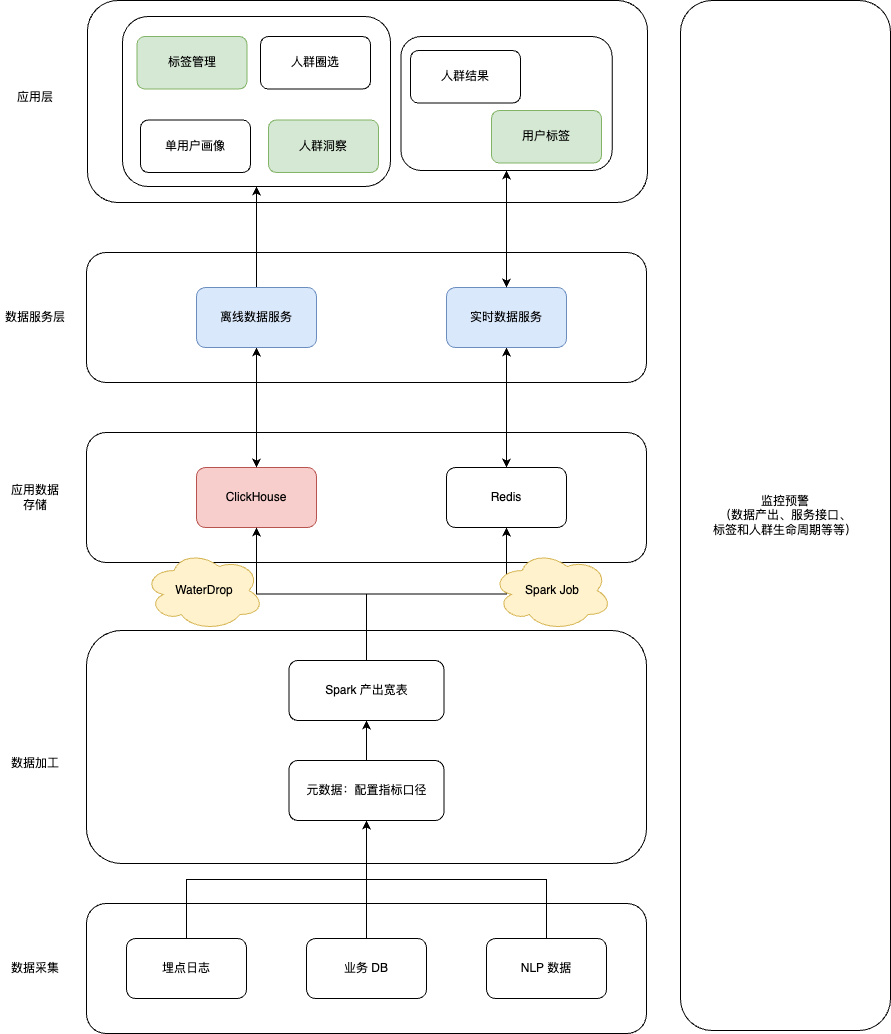 应用层
标签管理
人群圈选
单用户画像
人群洞察
人群结果
用户标签
数据服务层
离线数据服务
实时数据服务
应用数据
存储
ClickHouse
Redis
WaterDrop
Spark Job
数据加工
Spark 产出宽表
元数据：配置指标口径
数据采集
埋点日志
业务 DB
NLP 数据
监控预警
（数据产出、服务接口、
标签和人群生命周期等等）